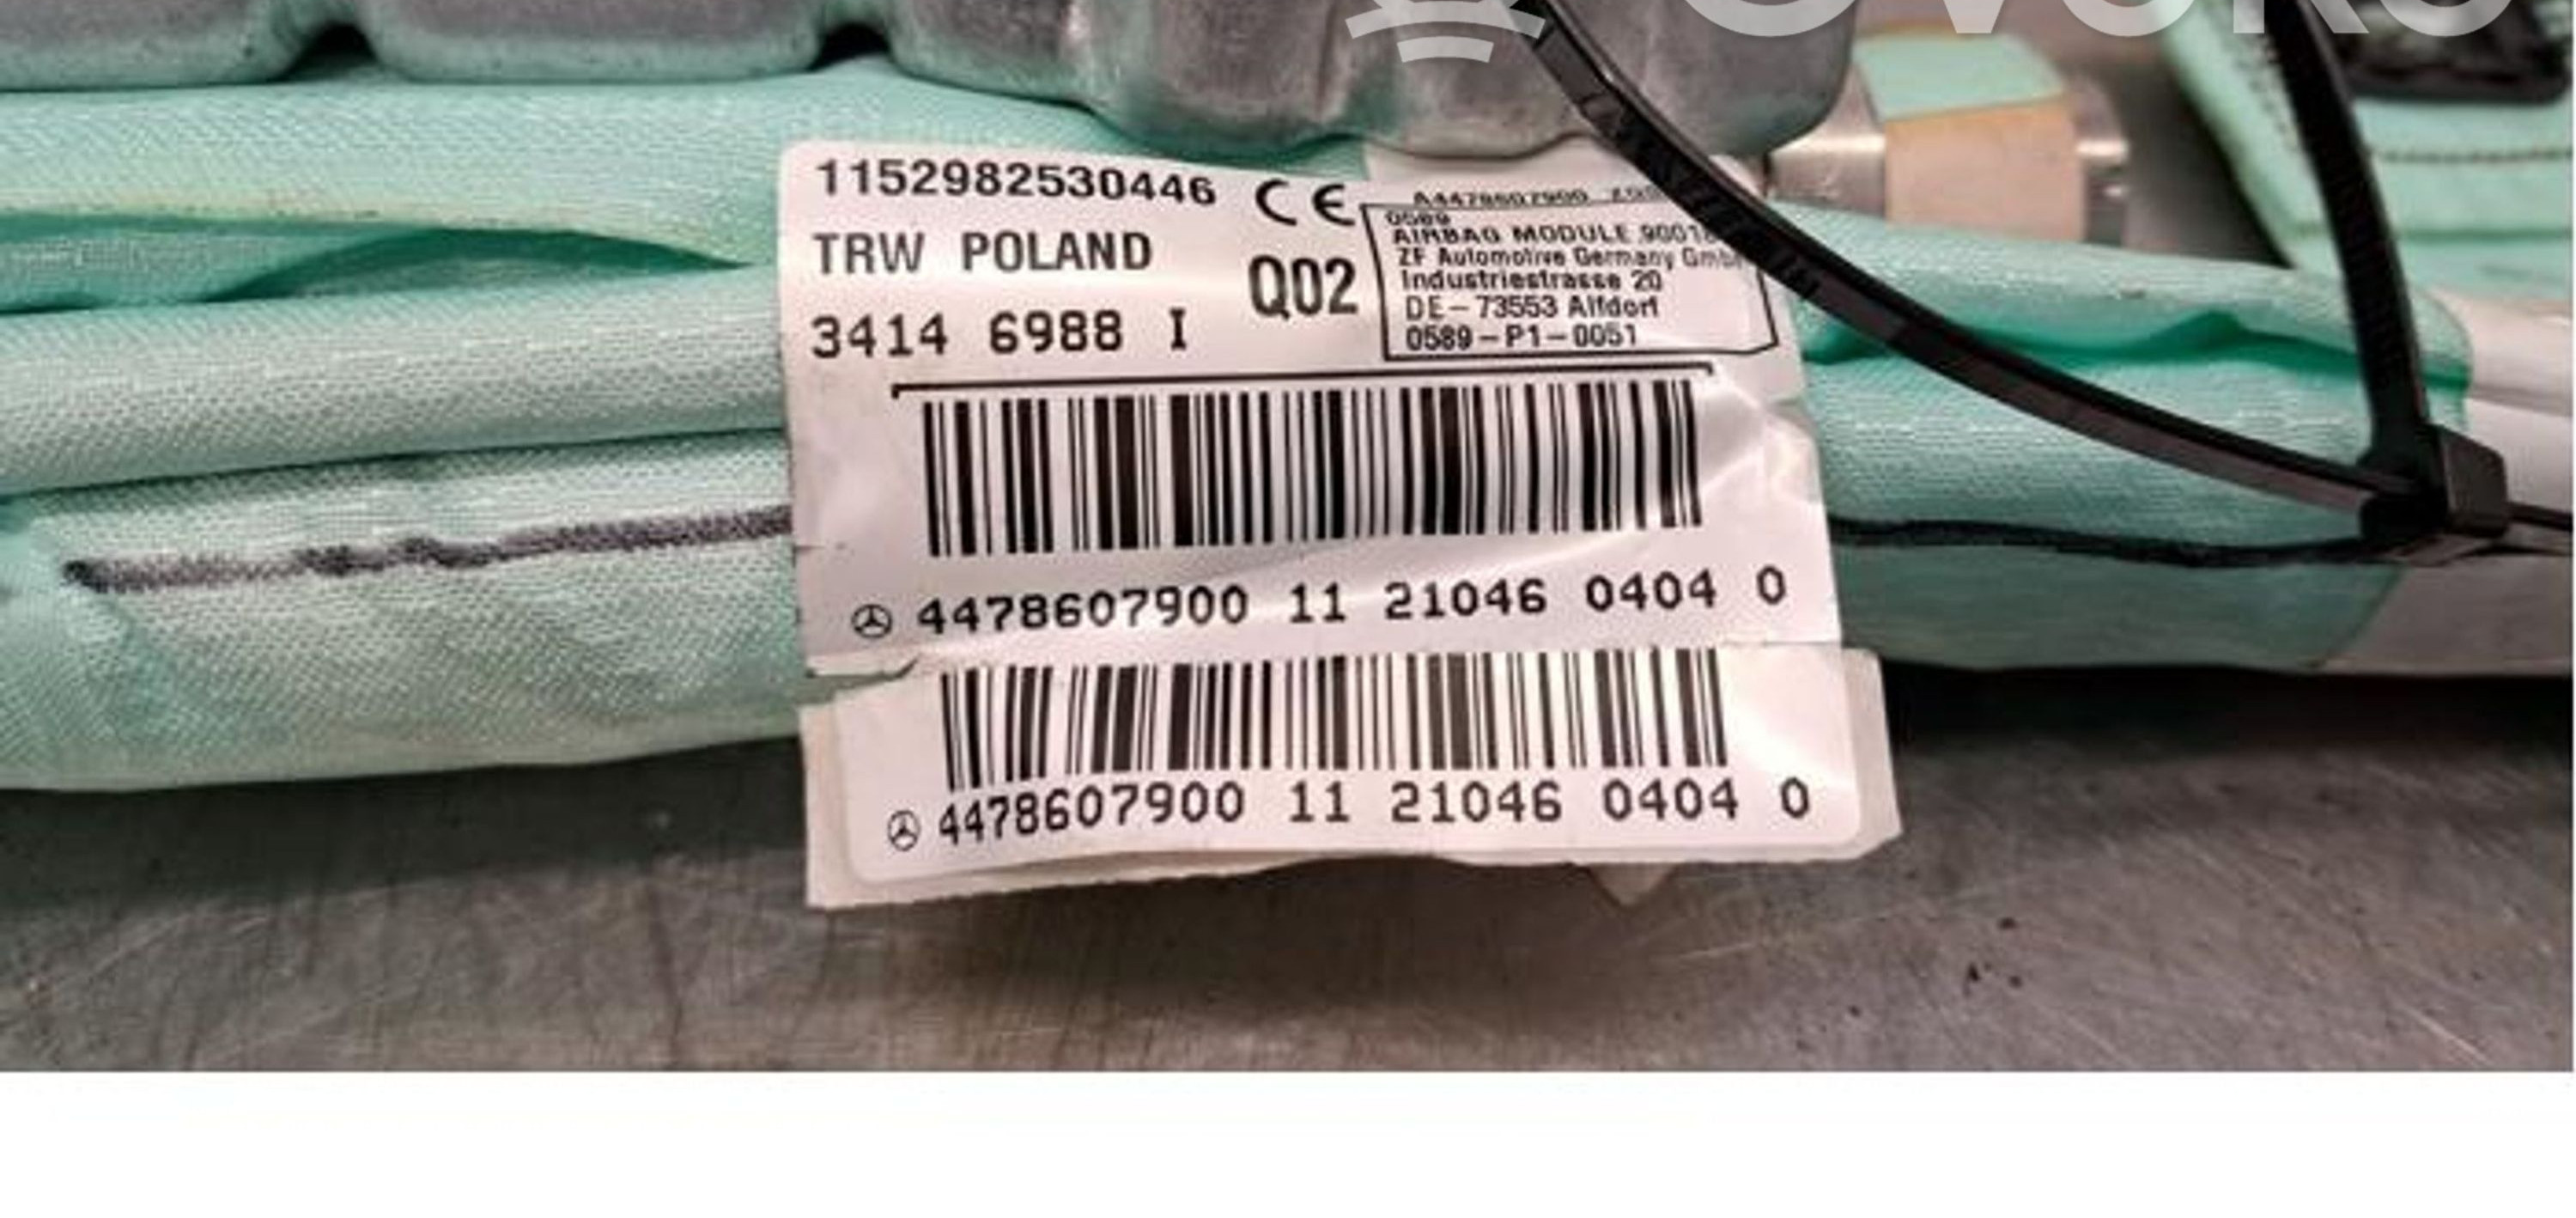 1152982530446
TRW POLAND
3414 6988 I
CE
Q02
A4478607900
0589
AIRBAG MODULE
ZF Automotive Germany
Industriestrasse 20
DE-73553 Alfdorf
0589-P1-0051
4478607900 11 21046 0404 0
4478607900 11 21046 0404 0